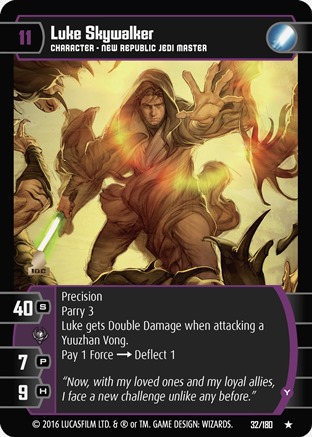 11
Luke Skywalker
CHARACTER · NEW REPUBLIC JEDI MASTER
40 S
Precision
Parry 3
Luke gets Double Damage when attacking a
Yuuzhan Vong.
7 P
Pay 1 Force → Deflect 1
9 H
"Now, with my loved ones and my loyal allies,
I face a new challenge unlike any before."
Y
© 2016 LUCASFILM LTD. & ® or TM. GAME DESIGN: WIZARDS.
32/180 ★